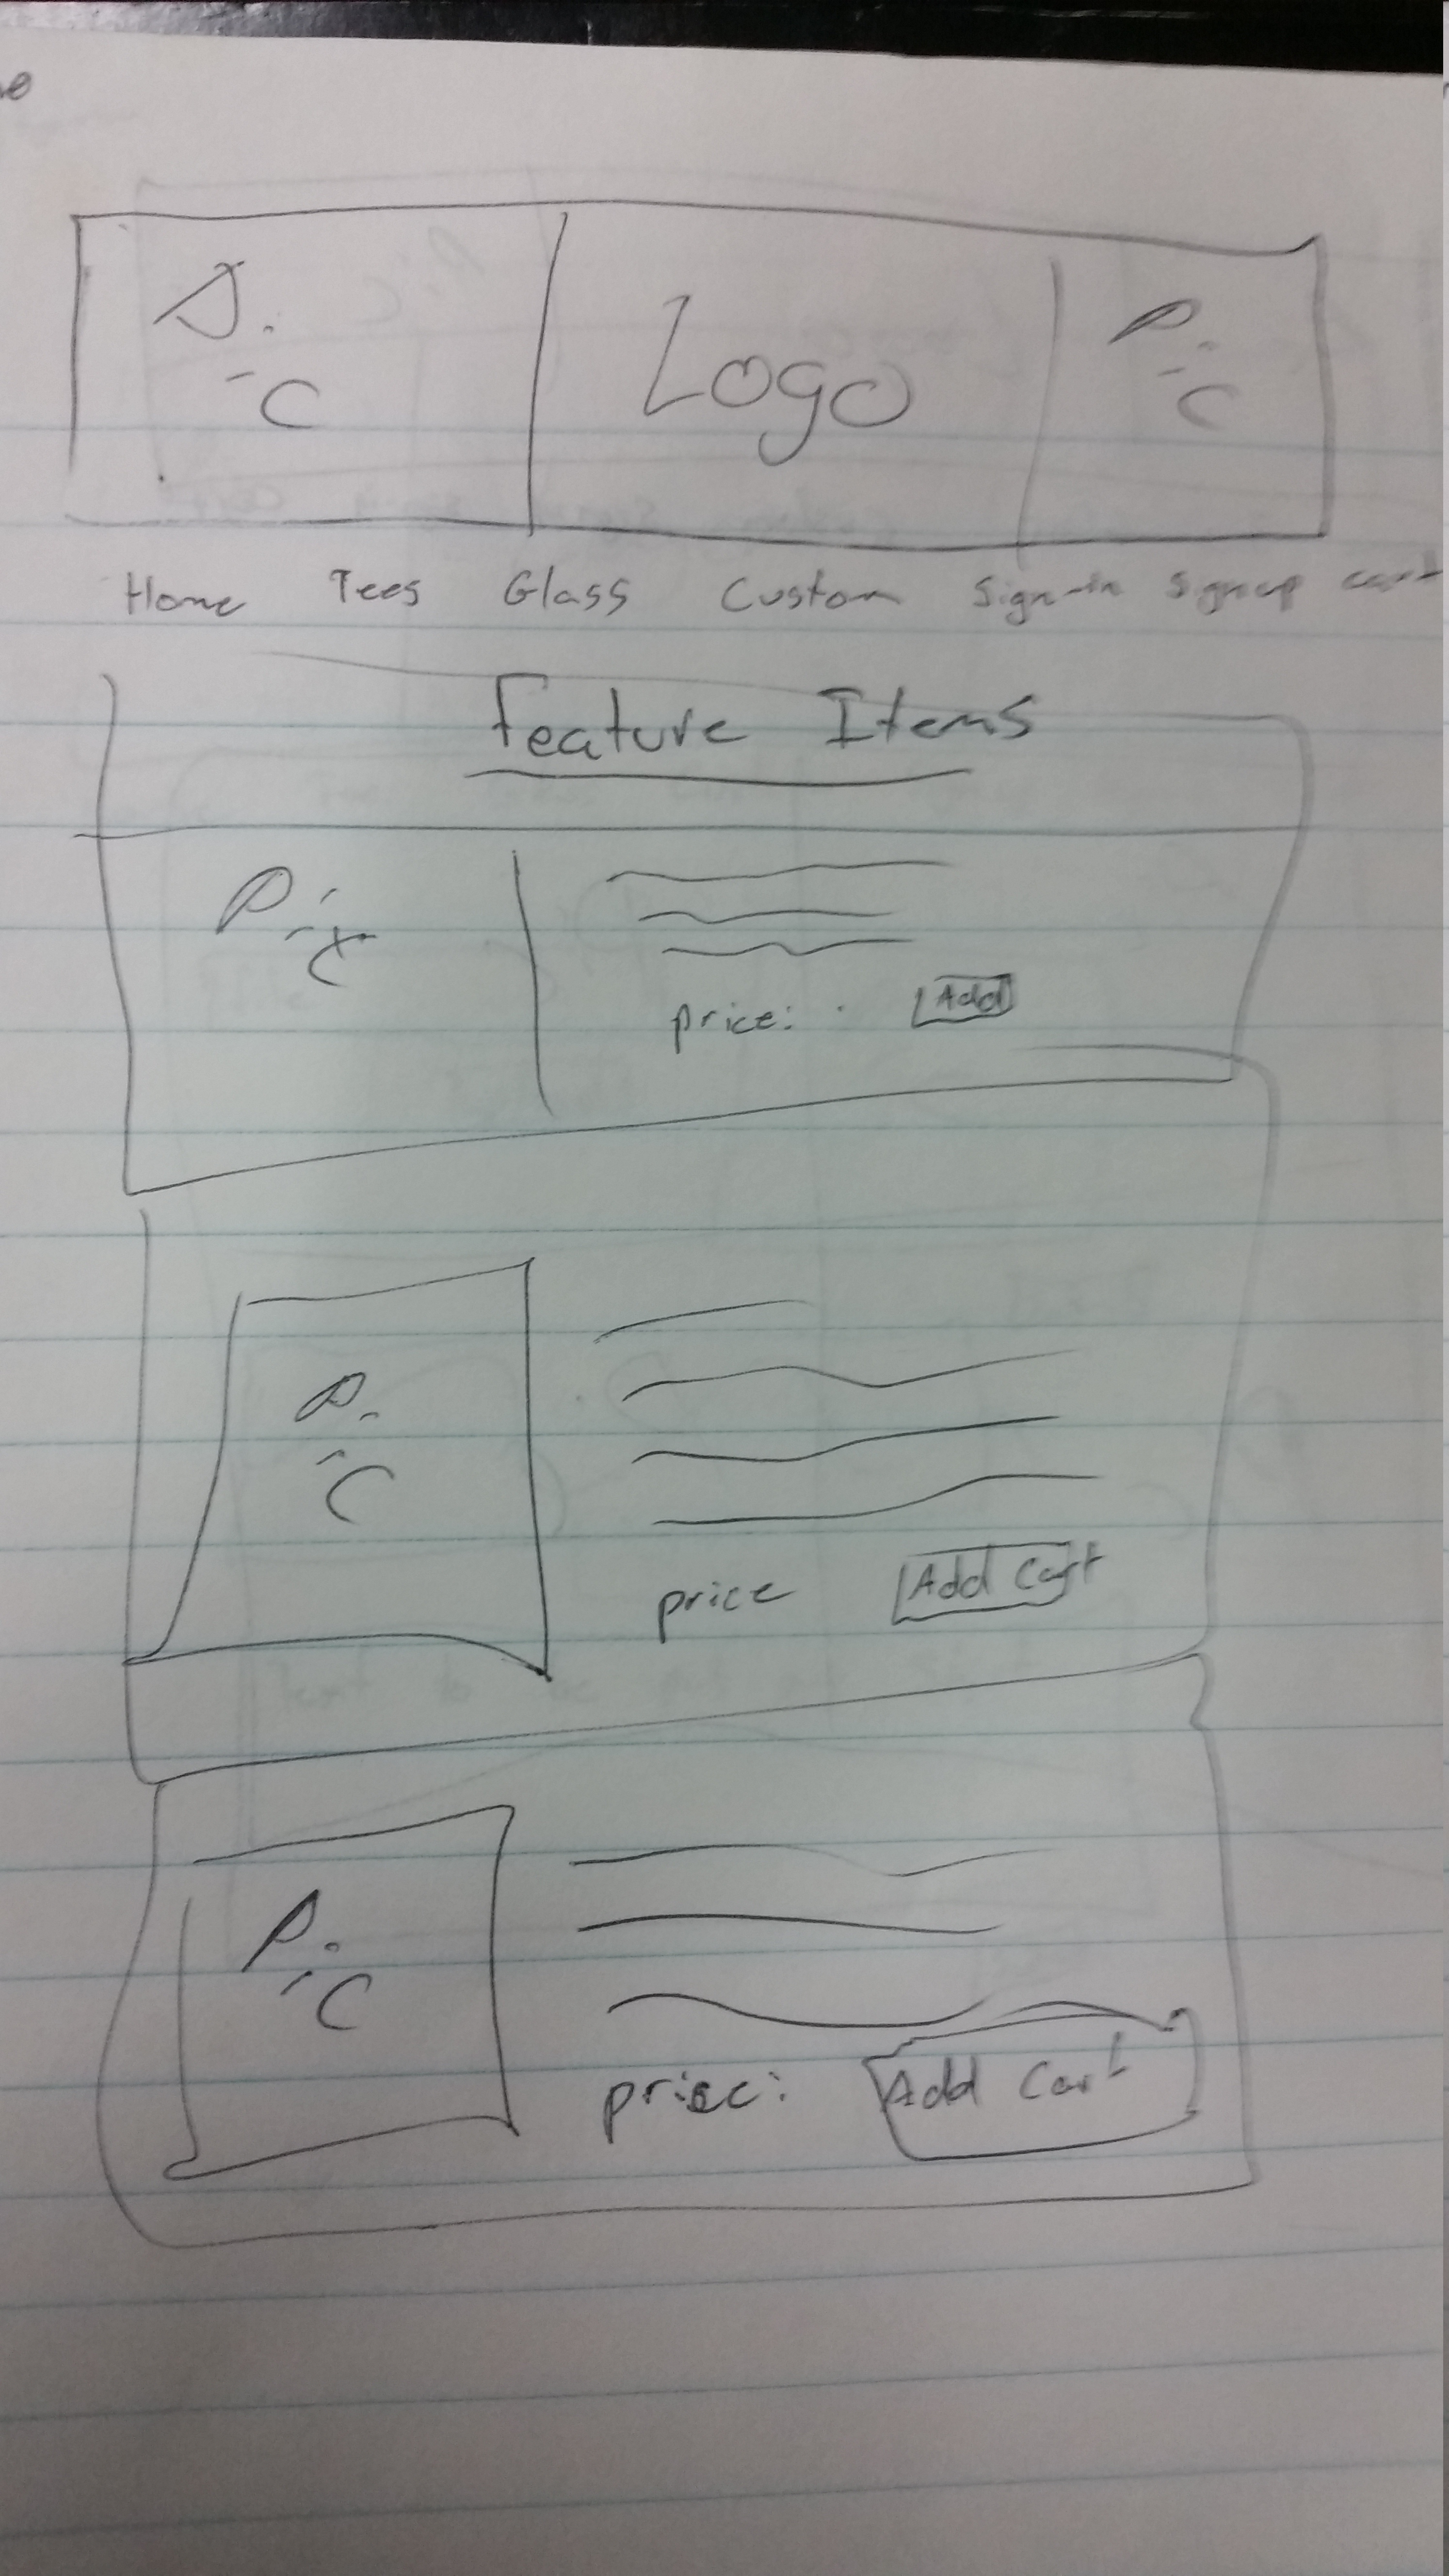 Pic Logo Pic
Home Tees Glass Custom Sign-in Signup cart
Feature Items
Pic
price: Add
Pic
price Add Cart
Pic
price: Add Cart